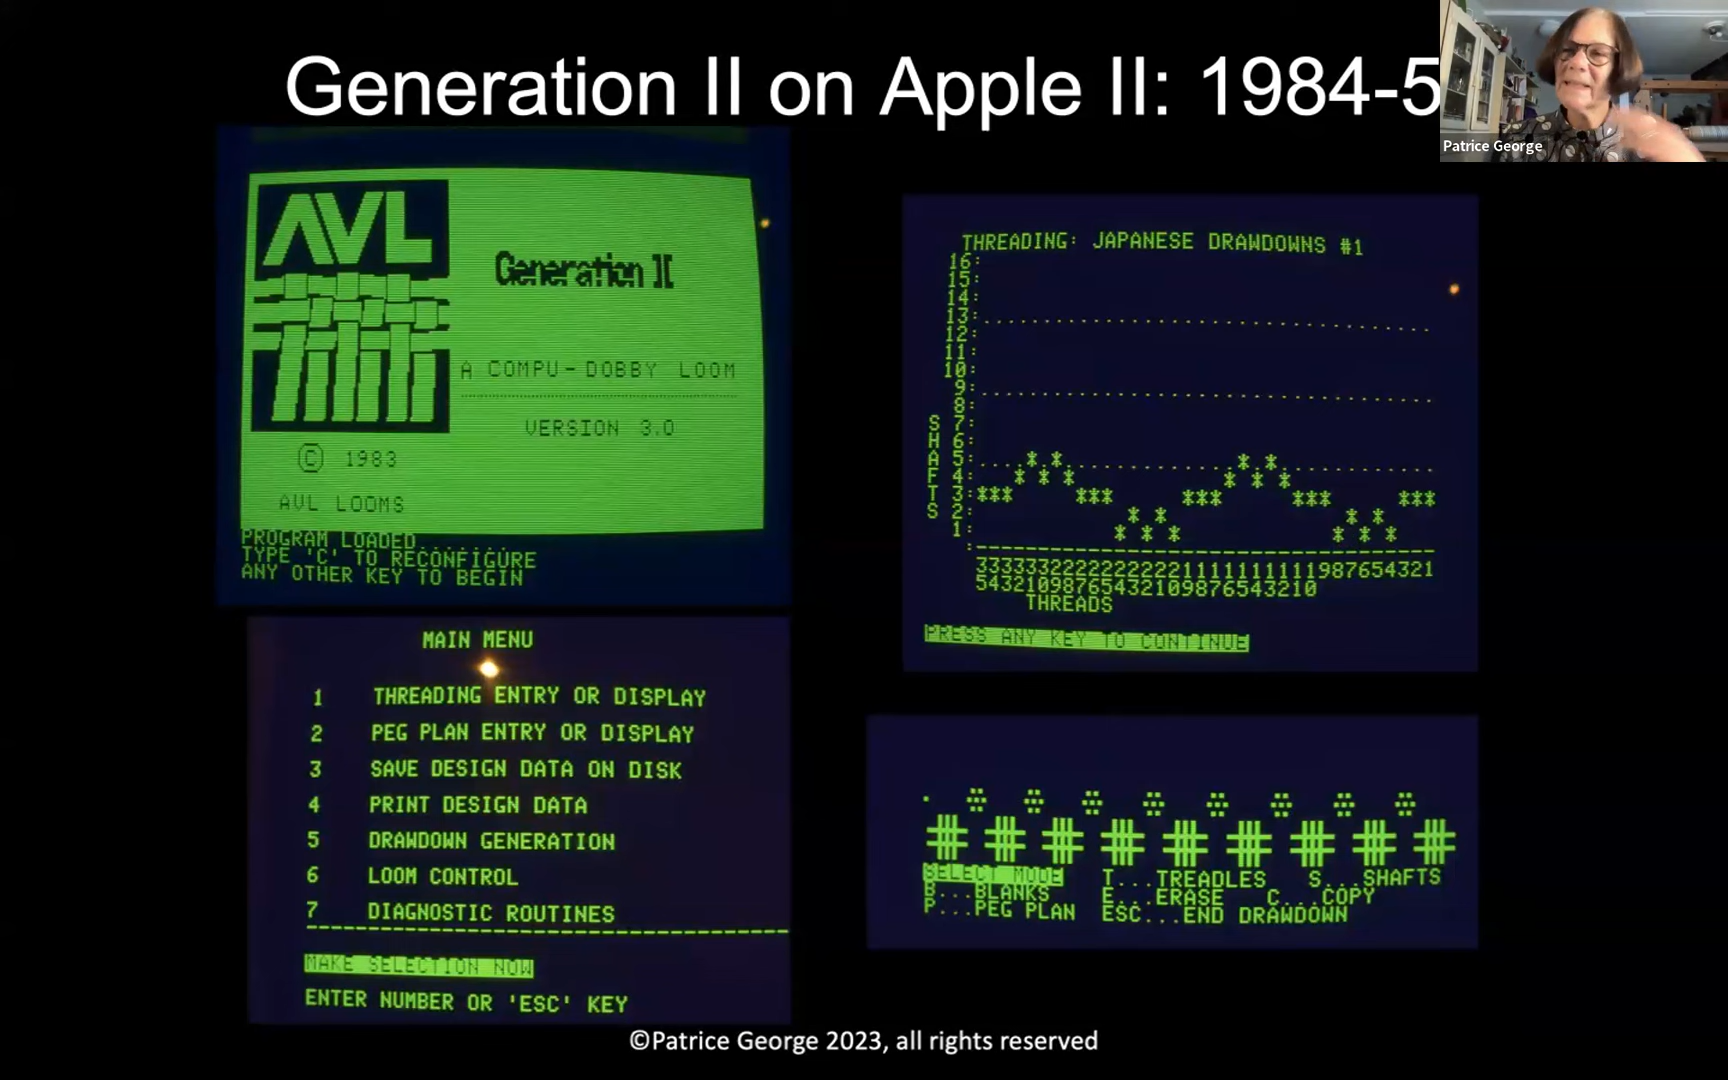 Generation II on Apple II: 1984-5
Patrice George
AVL
Generation II
A COMPU-DOBBY LOOM
VERSION 3.0
© 1983
AVL LOOMS
PROGRAM LOADED......
TYPE 'C' TO RECONFIGURE
ANY OTHER KEY TO BEGIN
MAIN MENU
1 THREADING ENTRY OR DISPLAY
2 PEG PLAN ENTRY OR DISPLAY
3 SAVE DESIGN DATA ON DISK
4 PRINT DESIGN DATA
5 DRAWDOWN GENERATION
6 LOOM CONTROL
7 DIAGNOSTIC ROUTINES
MAKE SELECTION NOW
ENTER NUMBER OR 'ESC' KEY
THREADING: JAPANESE DRAWDOWNS #1
16:
15:
14:
13:
12:
11:
10:
9:
8:
7:
6:
5:
4:
3:
2:
1:
SHAFTS
33333322222222221111111111987654321
54321098765432109876543210
THREADS
PRESS ANY KEY TO CONTINUE
SELECT MODE T...TREADLES S...SHAFTS
B...BLANKS E...ERASE C...COPY
P...PEG PLAN ESC...END DRAWDOWN
©Patrice George 2023, all rights reserved